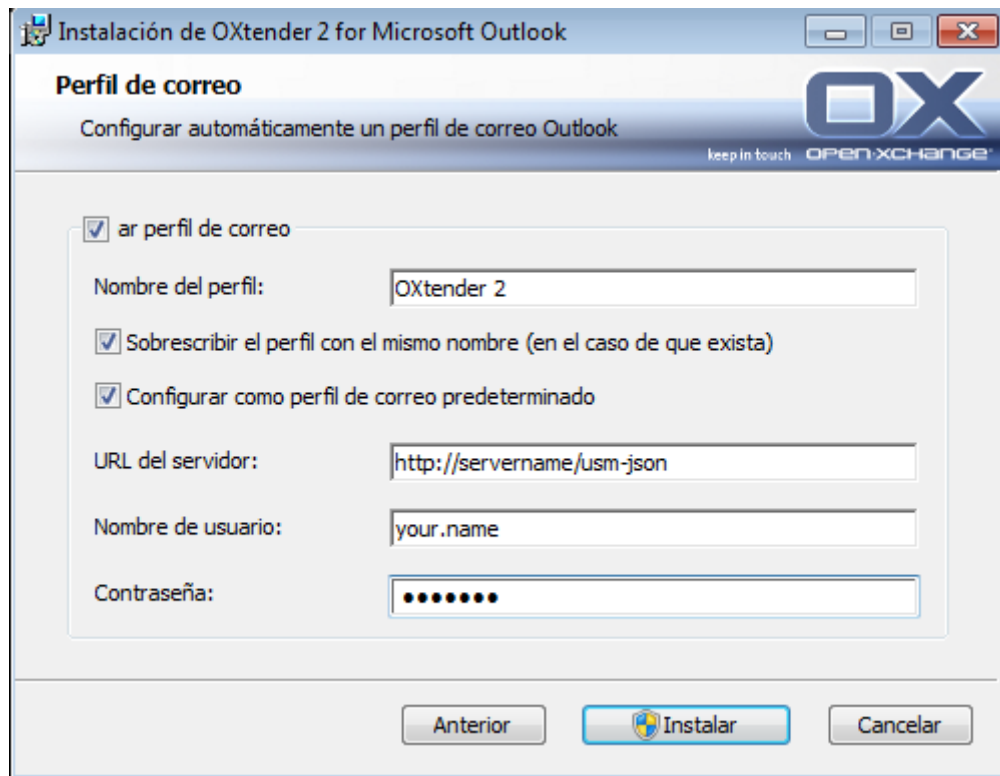 Instalación de OXtender 2 for Microsoft Outlook
Perfil de correo
Configurar automáticamente un perfil de correo Outlook
OX
keep in touch OPEN-XCHANGE
ar perfil de correo
Nombre del perfil: OXtender 2
Sobrescribir el perfil con el mismo nombre (en el caso de que exista)
Configurar como perfil de correo predeterminado
URL del servidor: http://servername/usm-json
Nombre de usuario: your.name
Contraseña: •••••••
Anterior Instalar Cancelar